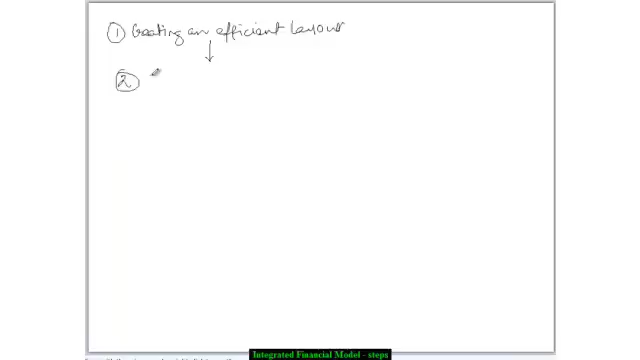 ① Creating an efficient layout
↓
②
Integrated Financial Model - steps